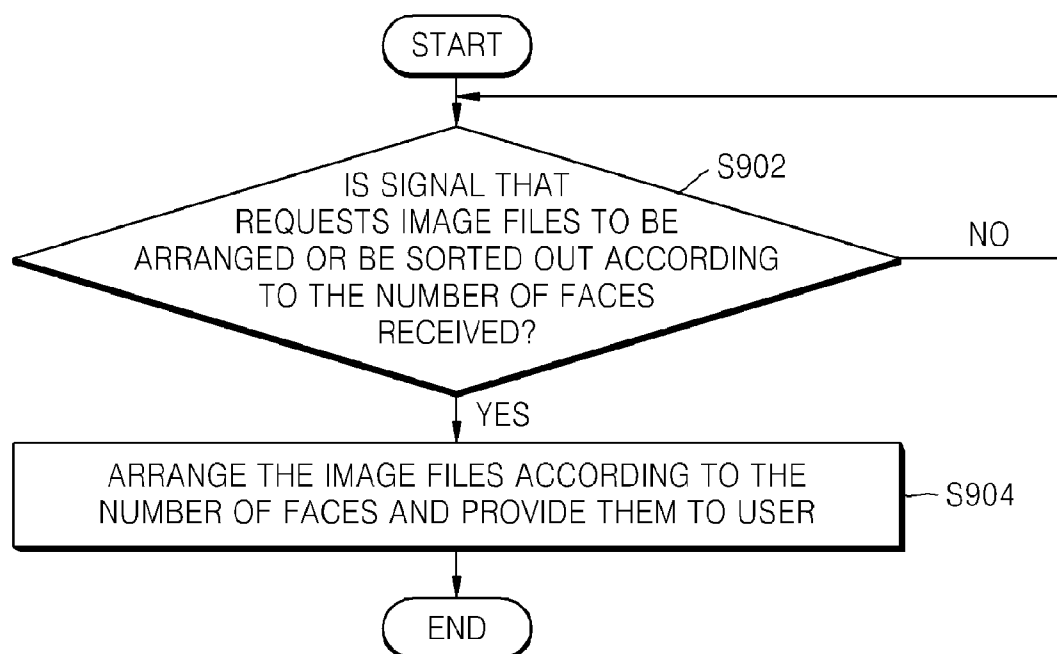 START
S902
IS SIGNAL THAT
REQUESTS IMAGE FILES TO BE
ARRANGED OR BE SORTED OUT ACCORDING
TO THE NUMBER OF FACES
RECEIVED?
NO
YES
ARRANGE THE IMAGE FILES ACCORDING TO THE
NUMBER OF FACES AND PROVIDE THEM TO USER
S904
END